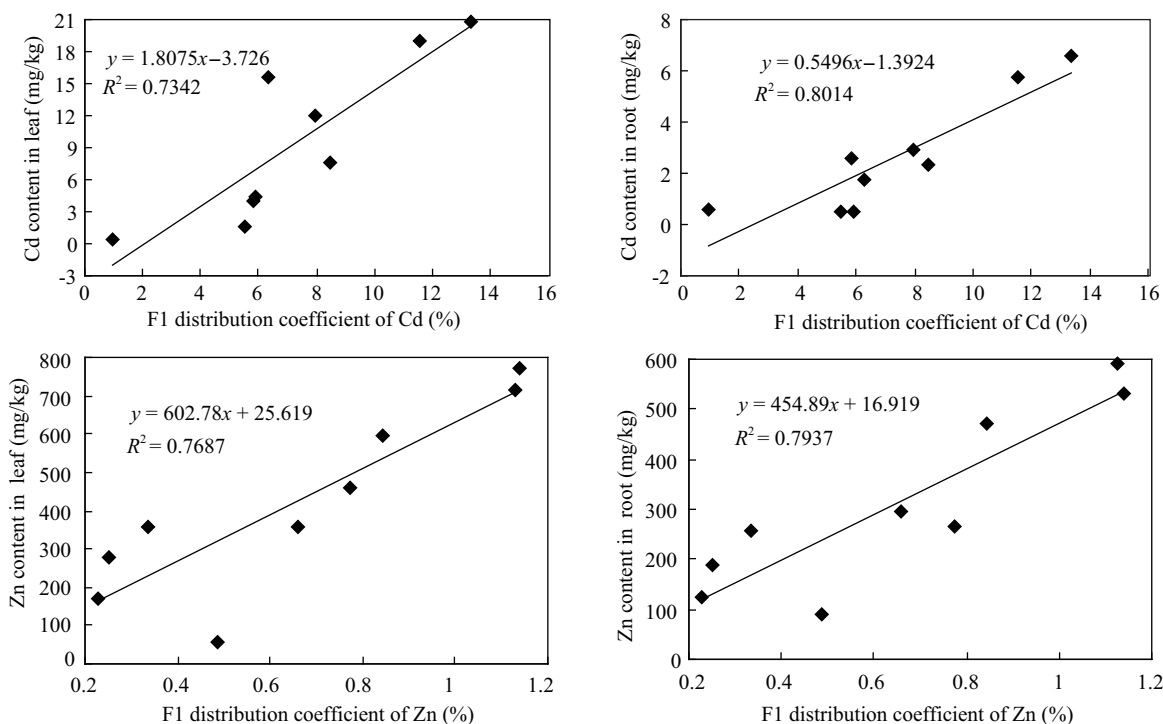 21
18
15
12
9
6
3
0
−3
Cd content in leaf (mg/kg)
y = 1.8075x−3.726
R² = 0.7342
0 2 4 6 8 10 12 14 16
F1 distribution coefficient of Cd (%)
8
6
4
2
0
−2
Cd content in root (mg/kg)
y = 0.5496x−1.3924
R² = 0.8014
0 2 4 6 8 10 12 14 16
F1 distribution coefficient of Cd (%)
800
700
600
500
400
300
200
100
0
Zn content in leaf (mg/kg)
y = 602.78x + 25.619
R² = 0.7687
0.2 0.4 0.6 0.8 1 1.2
F1 distribution coefficient of Zn (%)
600
500
400
300
200
100
0
Zn content in root (mg/kg)
y = 454.89x + 16.919
R² = 0.7937
0.2 0.4 0.6 0.8 1 1.2
F1 distribution coefficient of Zn (%)